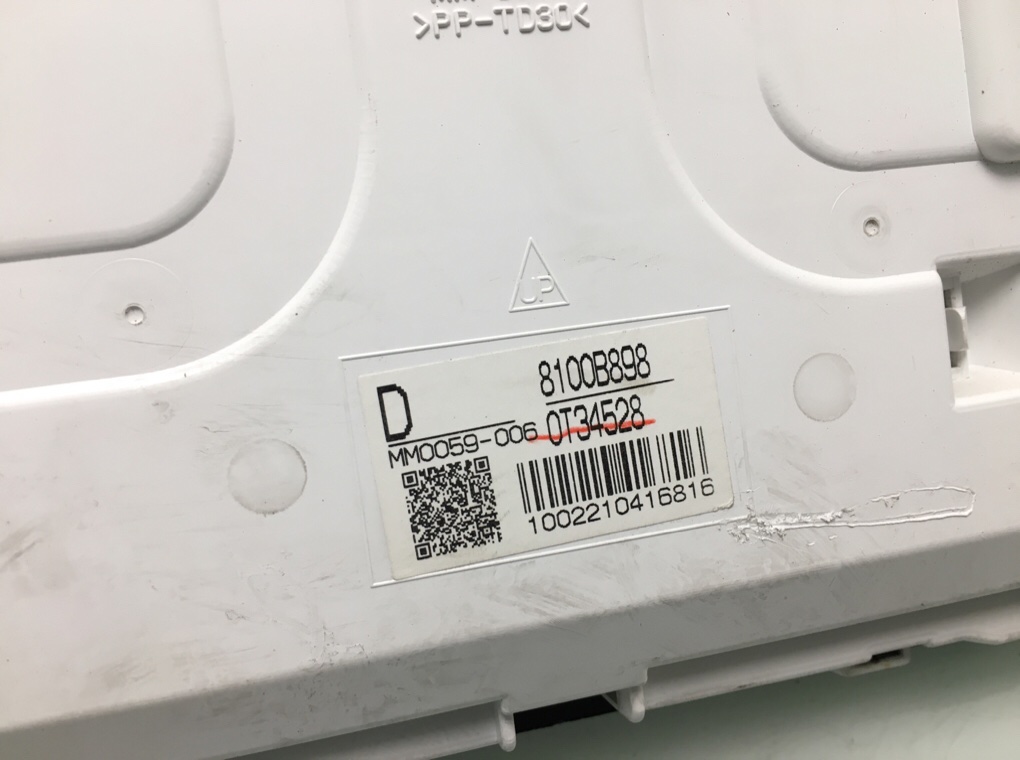 >PP-TD30<
UP
D
8100B898
MM0059-006
0T34528
1002210416816